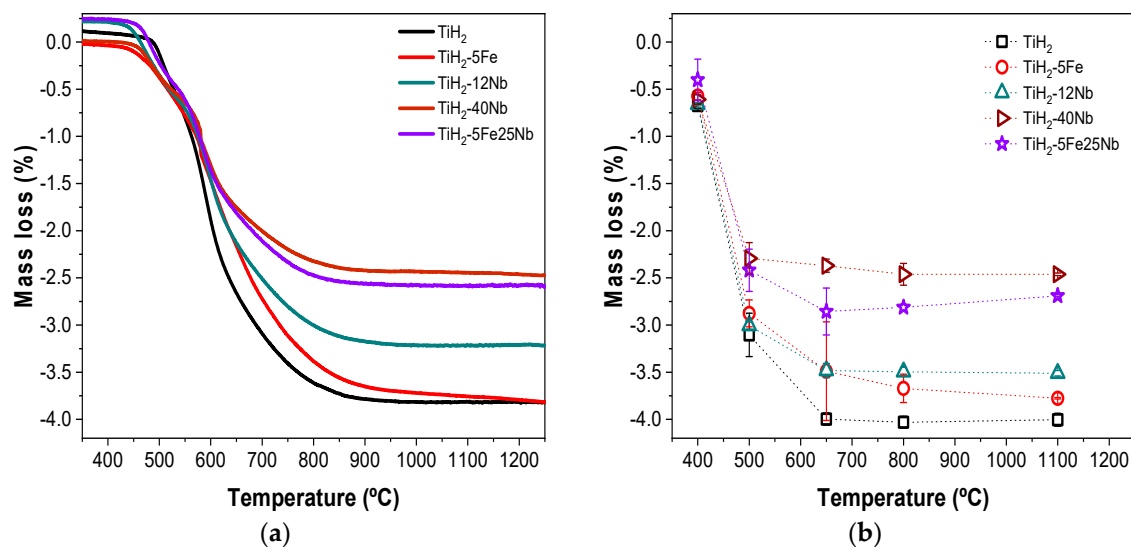 0.0
-0.5
-1.0
-1.5
-2.0
-2.5
-3.0
-3.5
-4.0
Mass loss (%)
400 500 600 700 800 900 1000 1100 1200
Temperature (ºC)
TiH₂
TiH₂-5Fe
TiH₂-12Nb
TiH₂-40Nb
TiH₂-5Fe25Nb
(a)
0.0
-0.5
-1.0
-1.5
-2.0
-2.5
-3.0
-3.5
-4.0
Mass loss (%)
400 500 600 700 800 900 1000 1100 1200
Temperature (ºC)
TiH₂
TiH₂-5Fe
TiH₂-12Nb
TiH₂-40Nb
TiH₂-5Fe25Nb
(b)